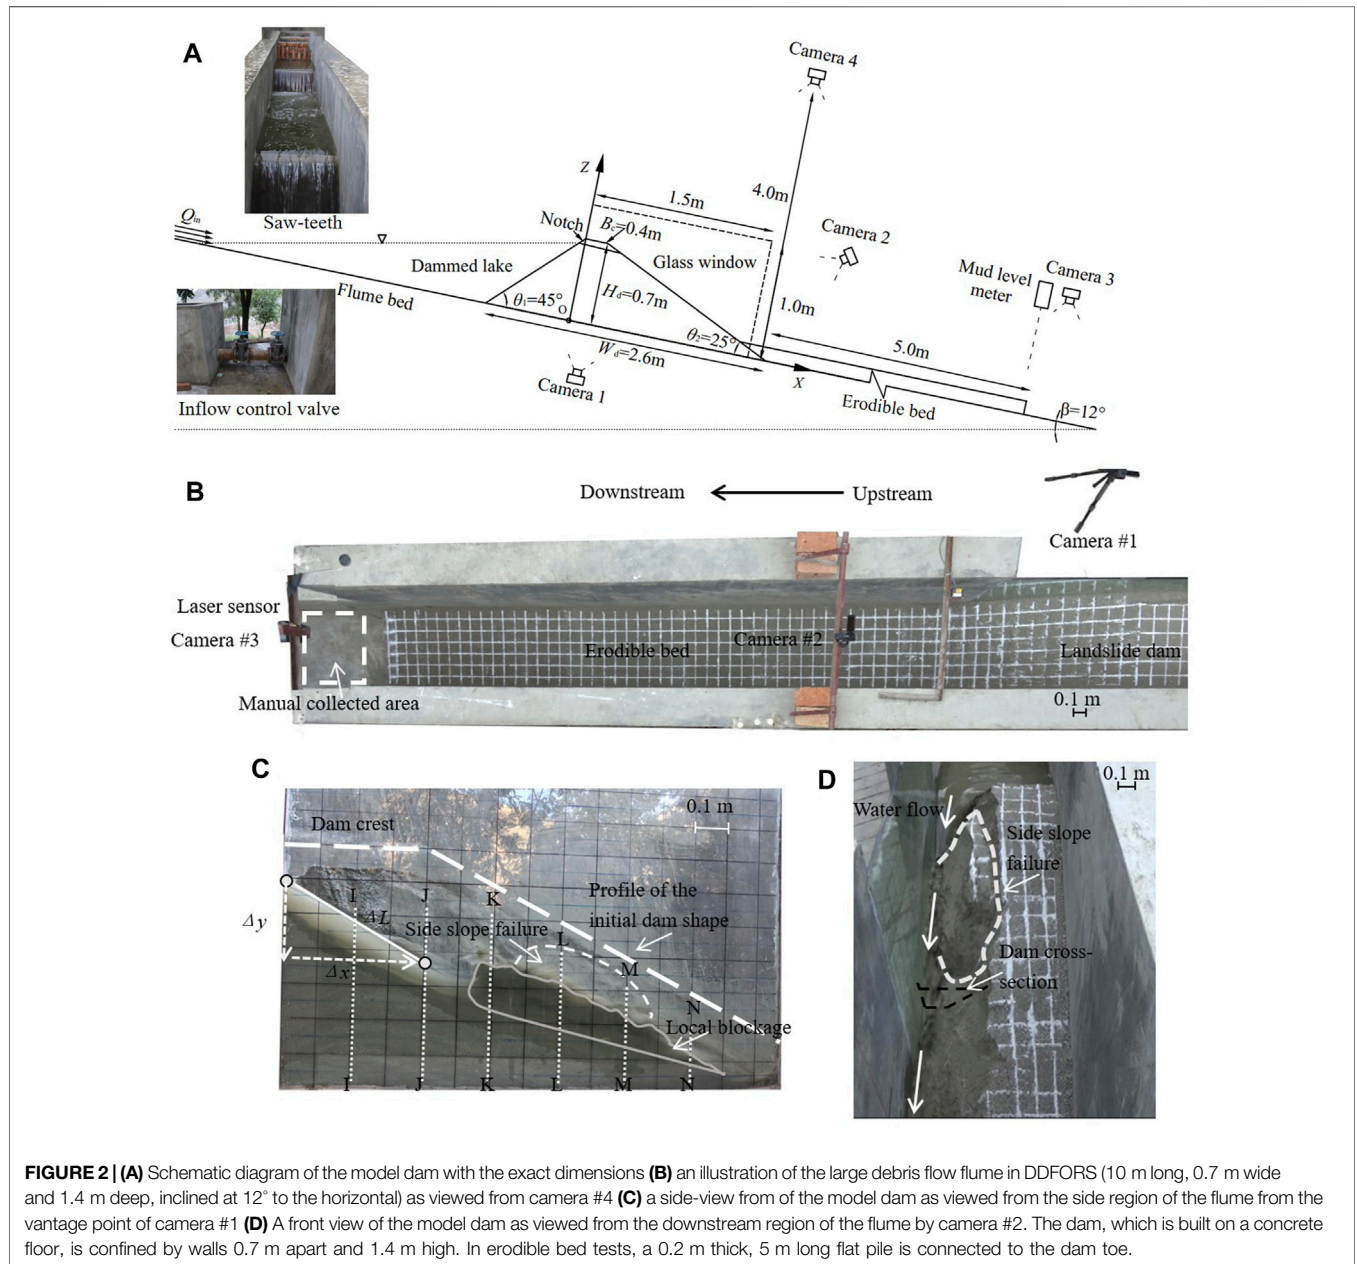 A
Saw-teeth
Inflow control valve
Qin
Flume bed
Dammed lake
Notch
Z
Bc=0.4m
1.5m
Glass window
θ1=45°
O
Hd=0.7m
θ2=25°
Wd=2.6m
Camera 1
Camera 4
4.0m
Camera 2
1.0m
Mud level
meter
Camera 3
5.0m
X
Erodible bed
β=12°
B
Downstream
Upstream
Camera #1
Laser sensor
Camera #3
Manual collected area
Erodible bed
Camera #2
Landslide dam
0.1 m
C
Dam crest
0.1 m
Δy
Δx
ΔL
I
J
K
L
M
N
Side slope failure
Profile of the
initial dam shape
Local blockage
I
J
K
L
M
N
D
0.1 m
Water flow
Side slope
failure
Dam cross-
section
FIGURE 2 | (A) Schematic diagram of the model dam with the exact dimensions (B) an illustration of the large debris flow flume in DDFORS (10 m long, 0.7 m wide
and 1.4 m deep, inclined at 12° to the horizontal) as viewed from camera #4 (C) a side-view from of the model dam as viewed from the side region of the flume from the
vantage point of camera #1 (D) A front view of the model dam as viewed from the downstream region of the flume by camera #2. The dam, which is built on a concrete
floor, is confined by walls 0.7 m apart and 1.4 m high. In erodible bed tests, a 0.2 m thick, 5 m long flat pile is connected to the dam toe.